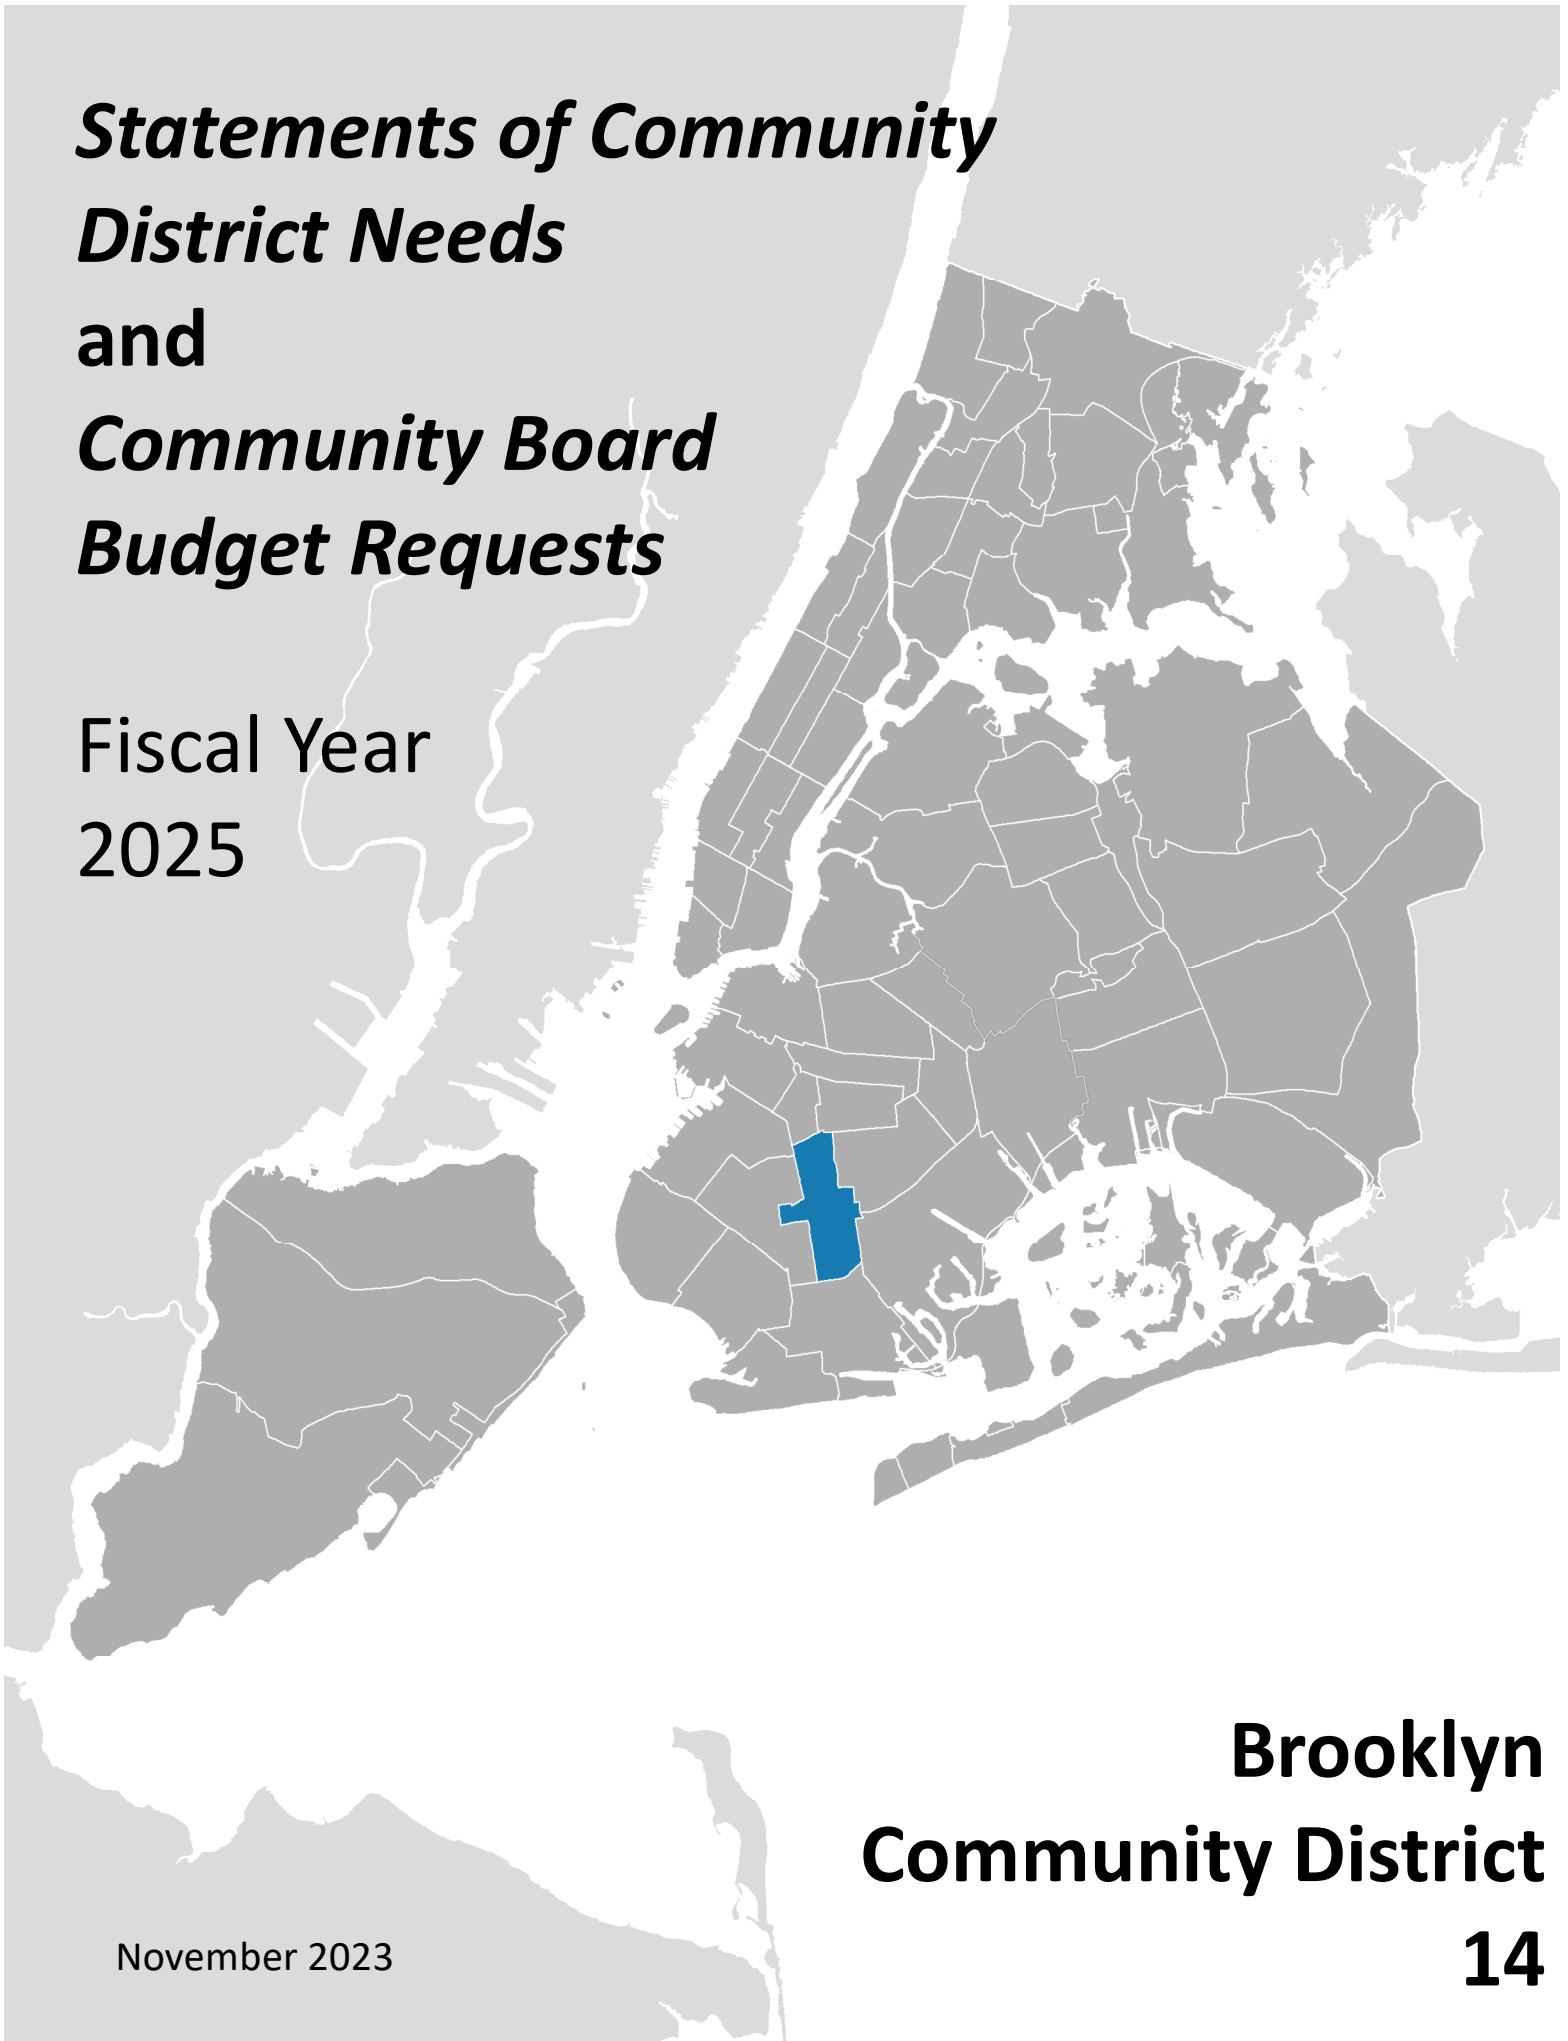 Statements of Community
District Needs
and
Community Board
Budget Requests
Fiscal Year
2025
Brooklyn
Community District
14
November 2023